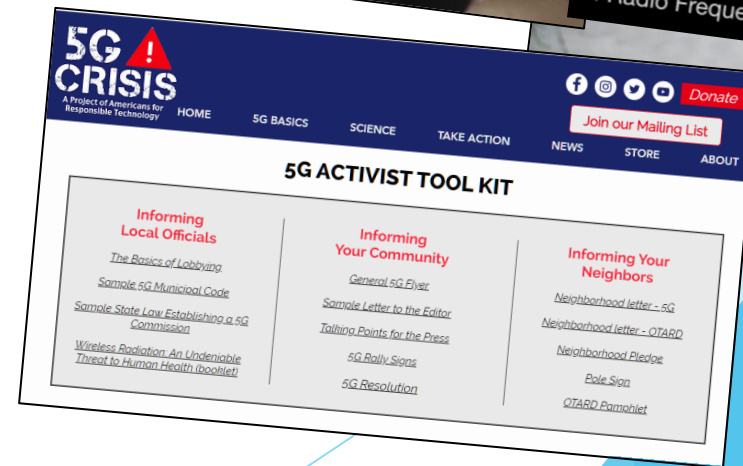 Radio Freque
5G
CRISIS
A Project of Americans for
Responsible Technology
Donate
Join our Mailing List
HOME
5G BASICS
SCIENCE
TAKE ACTION
NEWS
STORE
ABOUT
5G ACTIVIST TOOL KIT
Informing
Local Officials
The Basics of Lobbying
Sample 5G Municipal Code
Sample State Law Establishing a 5G
Commission
Wireless Radiation: An Undeniable
Threat to Human Health (booklet)
Informing
Your Community
General 5G Flyer
Sample Letter to the Editor
Talking Points for the Press
5G Rally Signs
5G Resolution
Informing Your
Neighbors
Neighborhood letter - 5G
Neighborhood letter - OTARD
Neighborhood Pledge
Pole Sign
OTARD Pamphlet